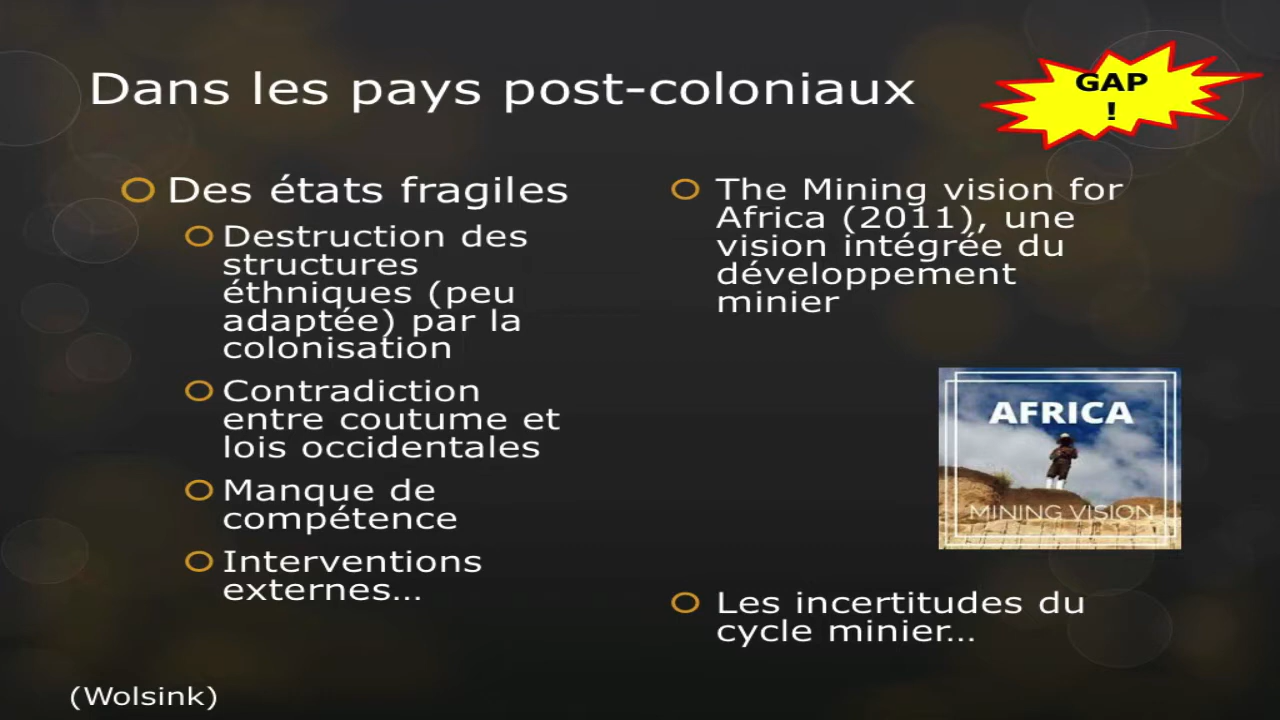 Dans les pays post-coloniaux
GAP
!
Des états fragiles
Destruction des
structures
éthniques (peu
adaptée) par la
colonisation
Contradiction
entre coutume et
lois occidentales
Manque de
compétence
Interventions
externes...
The Mining vision for
Africa (2011), une
vision intégrée du
développement
minier
AFRICA
MINING VISION
Les incertitudes du
cycle minier...
(Wolsink)